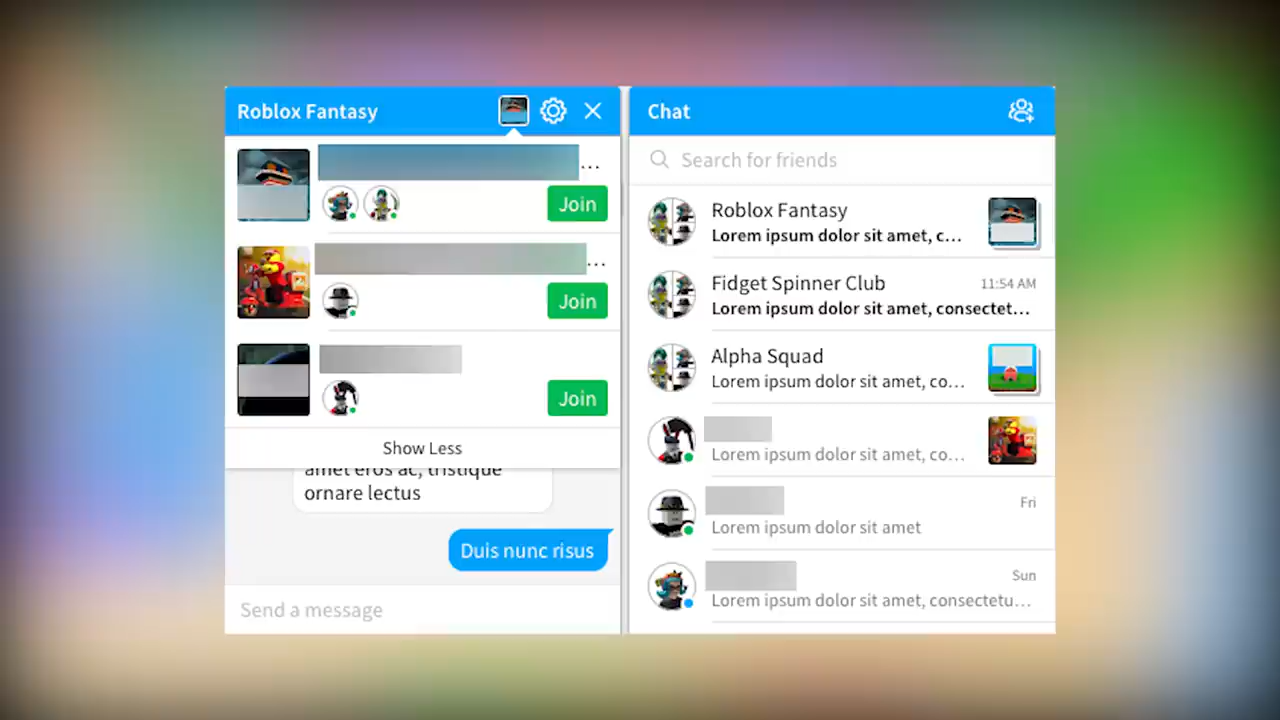 Roblox Fantasy
...
Join
...
Join
Join
Show Less
amet eros ac, tristique
ornare lectus
Duis nunc risus
Send a message
Chat
Search for friends
Roblox Fantasy
Lorem ipsum dolor sit amet, c...
Fidget Spinner Club
11:54 AM
Lorem ipsum dolor sit amet, consectet...
Alpha Squad
Lorem ipsum dolor sit amet, co...
Lorem ipsum dolor sit amet, co...
Fri
Lorem ipsum dolor sit amet
Sun
Lorem ipsum dolor sit amet, consectetu...